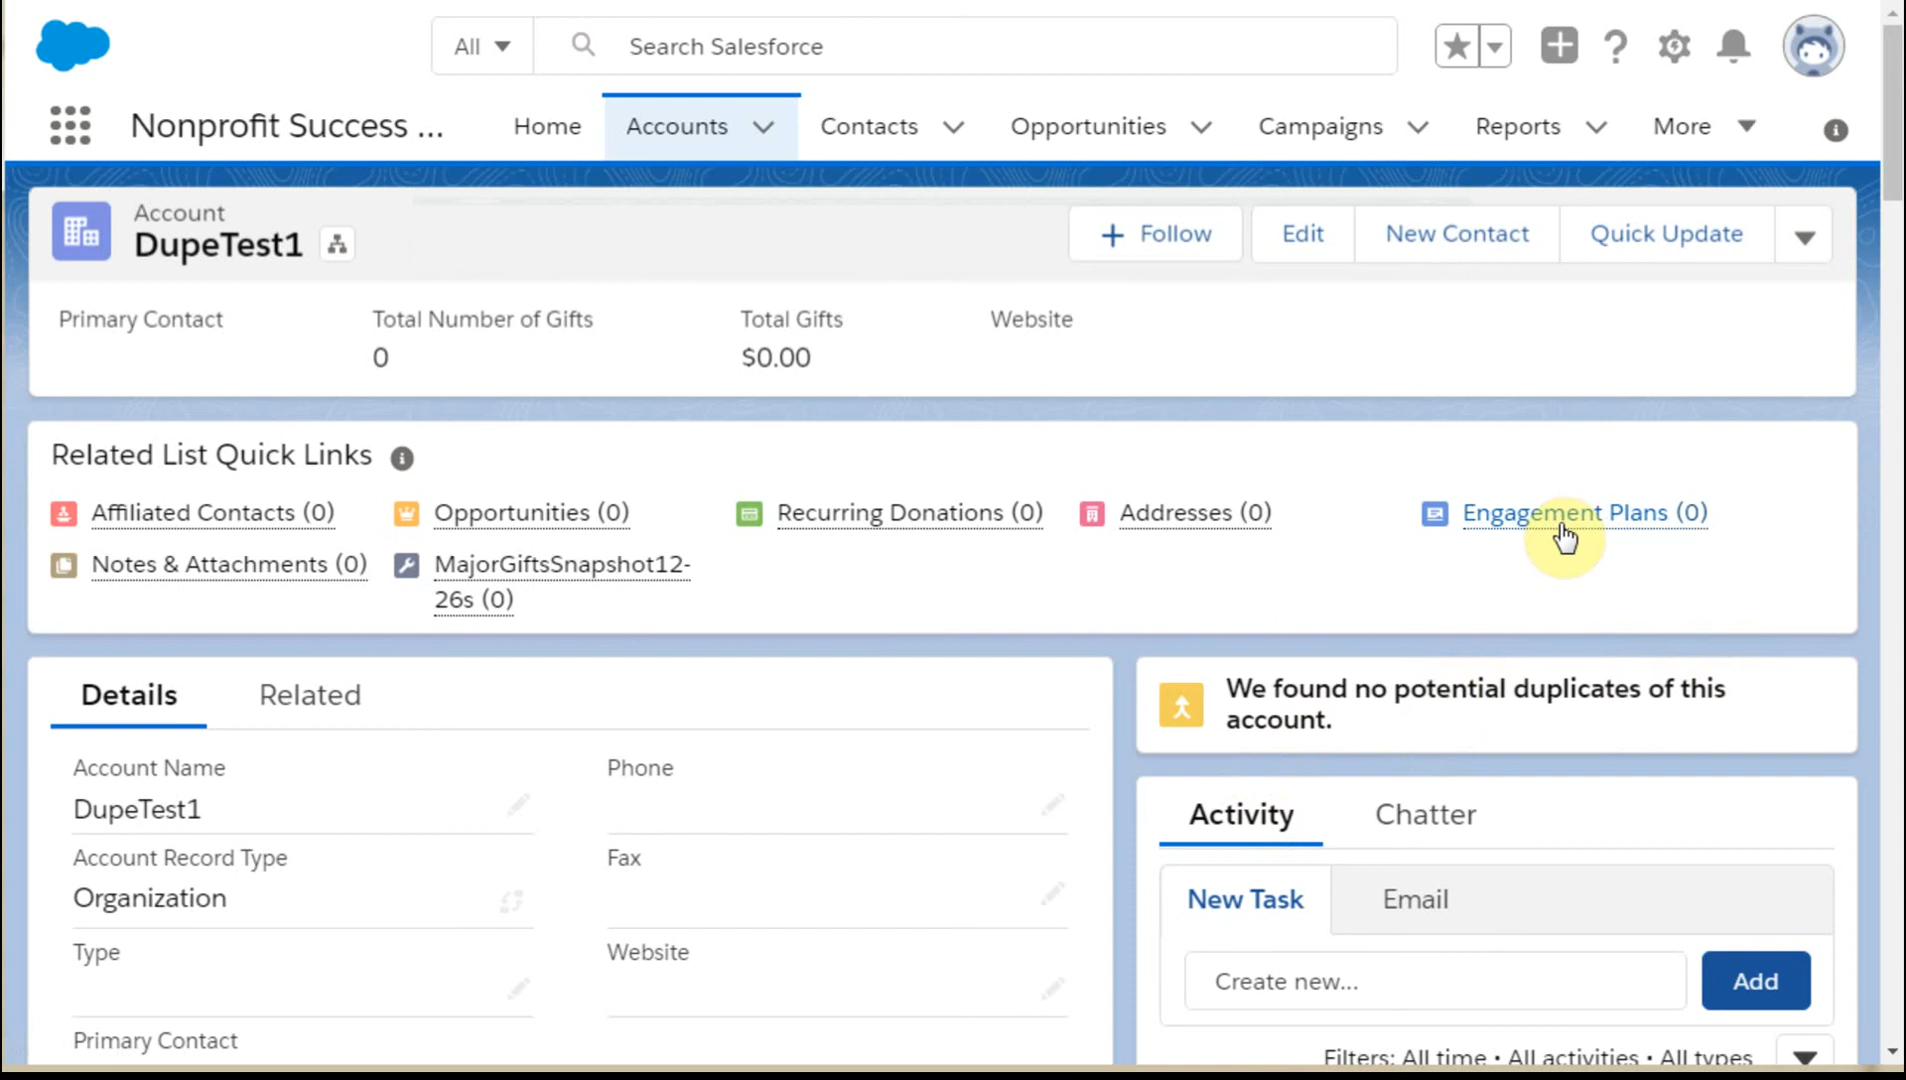 All
Search Salesforce
Nonprofit Success ...
Home
Accounts
Contacts
Opportunities
Campaigns
Reports
More
Account
DupeTest1
Follow
Edit
New Contact
Quick Update
Primary Contact
Total Number of Gifts
Total Gifts
Website
0
$0.00
Related List Quick Links
Affiliated Contacts (0)
Opportunities (0)
Recurring Donations (0)
Addresses (0)
Engagement Plans (0)
Notes & Attachments (0)
MajorGiftsSnapshot12-
26s (0)
Details
Related
Account Name
DupeTest1
Phone
Account Record Type
Organization
Fax
Type
Website
Primary Contact
We found no potential duplicates of this
account.
Activity
Chatter
New Task
Email
Create new...
Add
Filters: All time • All activities • All types